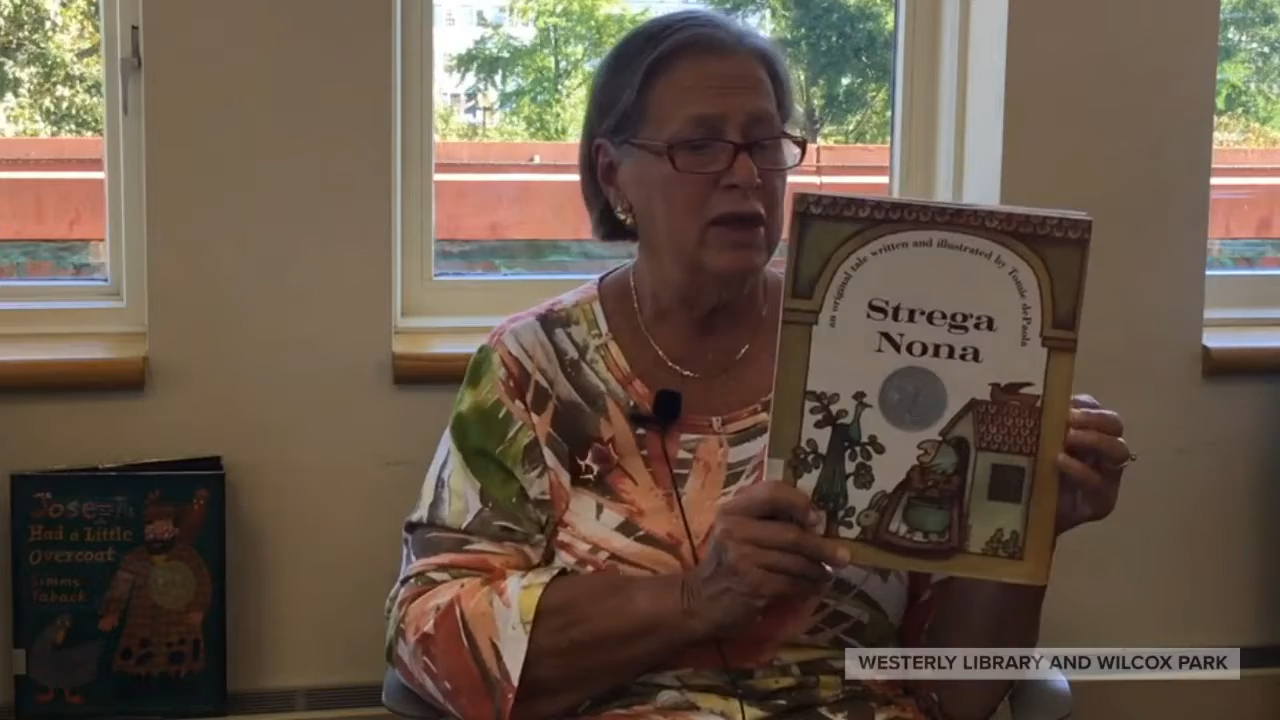 an original tale written and illustrated by Tomie dePaola
Strega
Nona
Joseph
Had a Little
Overcoat
Simms
Taback
WESTERLY LIBRARY AND WILCOX PARK